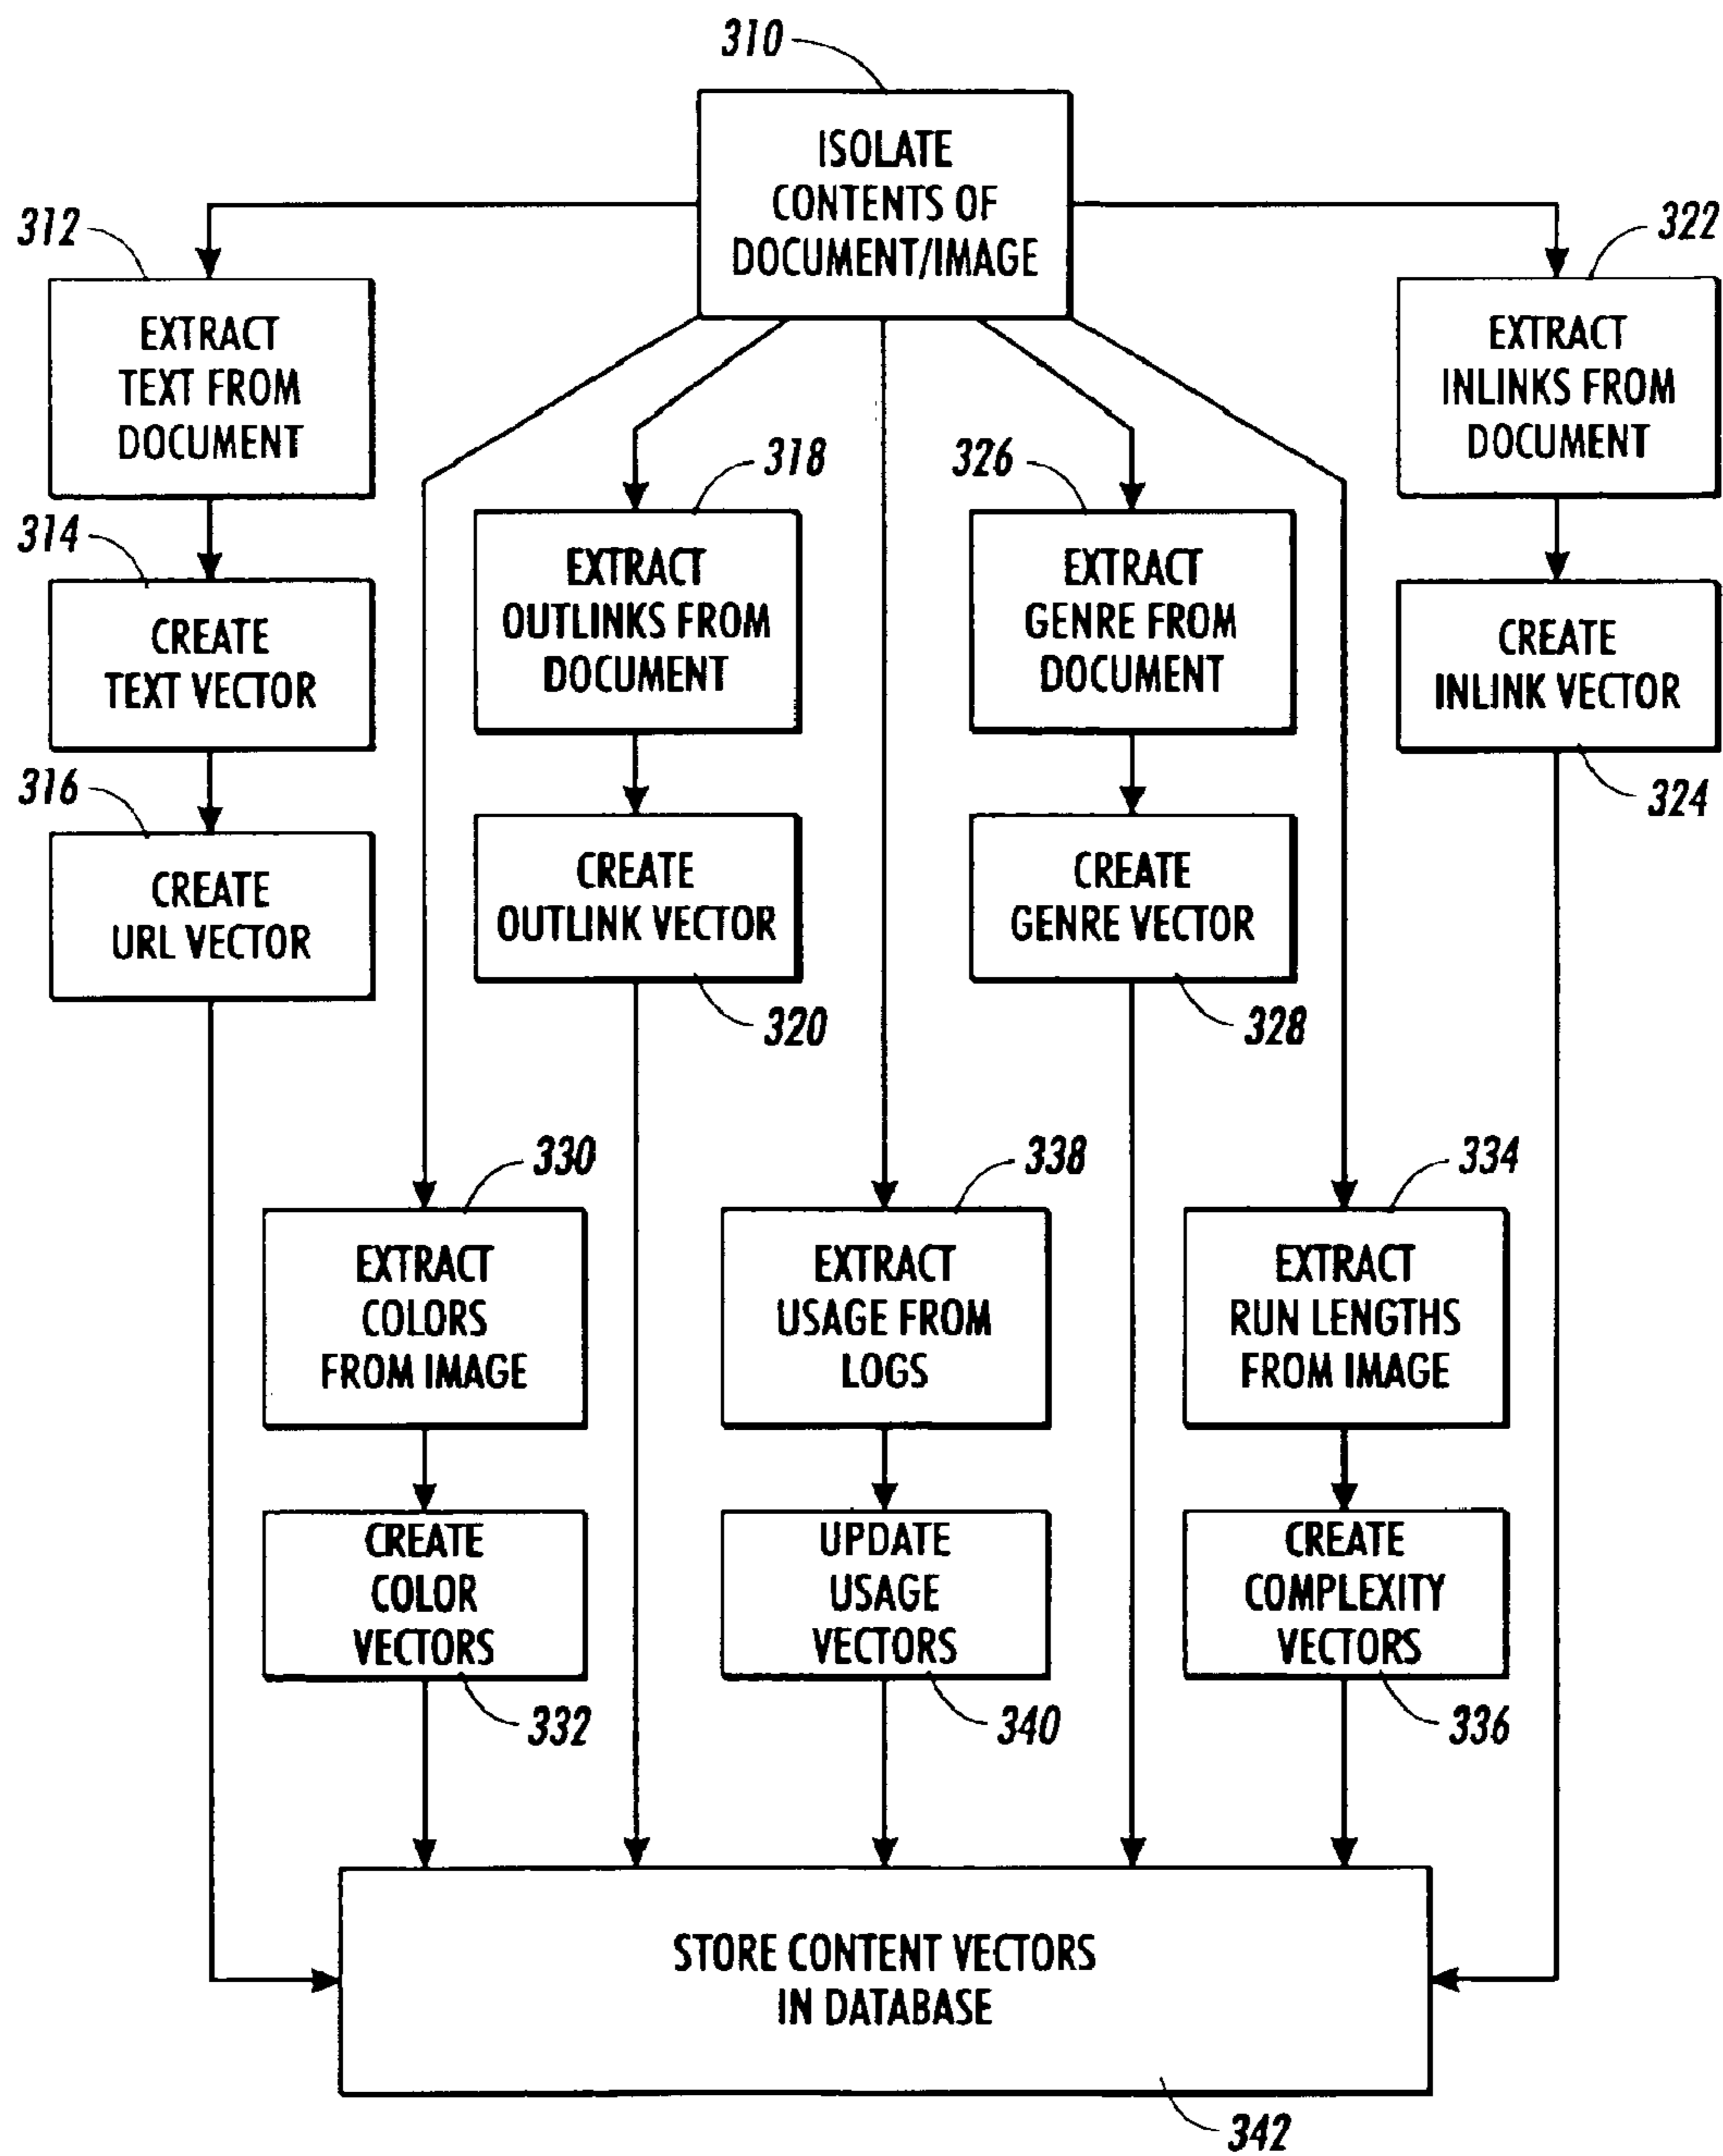 310
ISOLATE
CONTENTS OF
DOCUMENT/IMAGE
312
EXTRACT
TEXT FROM
DOCUMENT
314
CREATE
TEXT VECTOR
316
CREATE
URL VECTOR
318
EXTRACT
OUTLINKS FROM
DOCUMENT
CREATE
OUTLINK VECTOR
320
326
EXTRACT
GENRE FROM
DOCUMENT
CREATE
GENRE VECTOR
328
322
EXTRACT
INLINKS FROM
DOCUMENT
CREATE
INLINK VECTOR
324
330
EXTRACT
COLORS
FROM IMAGE
CREATE
COLOR
VECTORS
332
338
EXTRACT
USAGE FROM
LOGS
UPDATE
USAGE
VECTORS
340
334
EXTRACT
RUN LENGTHS
FROM IMAGE
CREATE
COMPLEXITY
VECTORS
336
STORE CONTENT VECTORS
IN DATABASE
342